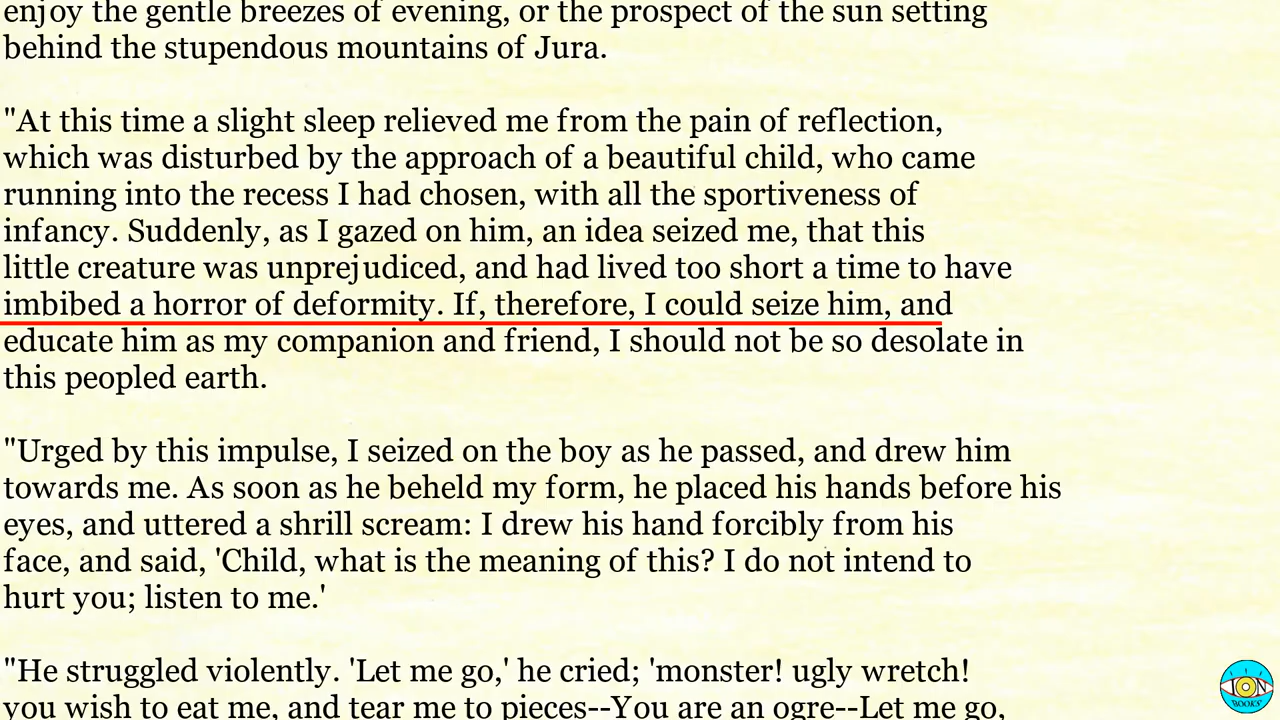 enjoy the gentle breezes of evening, or the prospect of the sun setting
behind the stupendous mountains of Jura.
"At this time a slight sleep relieved me from the pain of reflection,
which was disturbed by the approach of a beautiful child, who came
running into the recess I had chosen, with all the sportiveness of
infancy. Suddenly, as I gazed on him, an idea seized me, that this
little creature was unprejudiced, and had lived too short a time to have
imbibed a horror of deformity. If, therefore, I could seize him, and
educate him as my companion and friend, I should not be so desolate in
this peopled earth.
"Urged by this impulse, I seized on the boy as he passed, and drew him
towards me. As soon as he beheld my form, he placed his hands before his
eyes, and uttered a shrill scream: I drew his hand forcibly from his
face, and said, 'Child, what is the meaning of this? I do not intend to
hurt you; listen to me.'
"He struggled violently. 'Let me go,' he cried; 'monster! ugly wretch!
you wish to eat me, and tear me to pieces--You are an ogre--Let me go,
ION
BOOKS